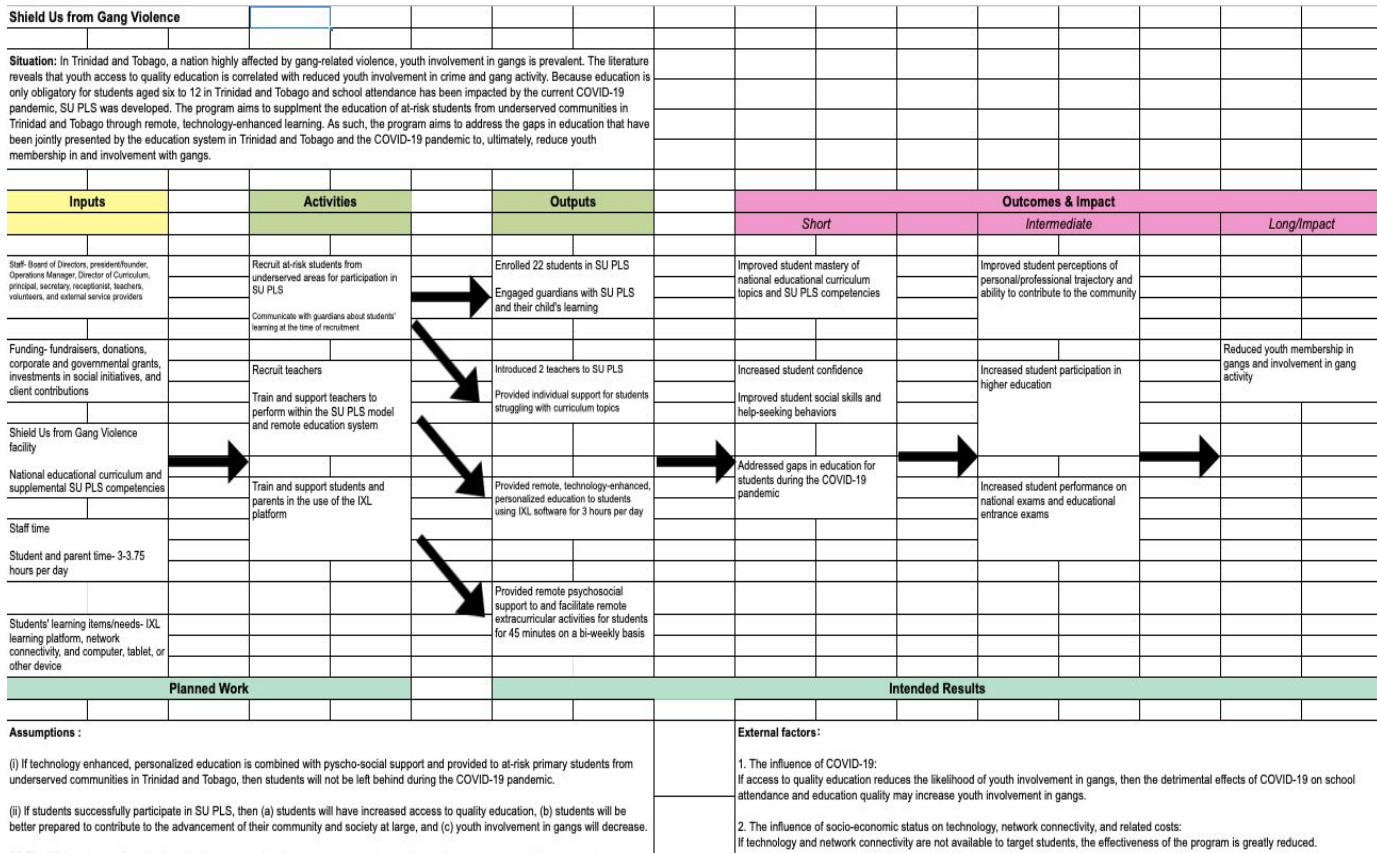 Shield Us from Gang Violence
Situation: In Trinidad and Tobago, a nation highly affected by gang-related violence, youth involvement in gangs is prevalent. The literature
reveals that youth access to quality education is correlated with reduced youth involvement in crime and gang activity. Because education is
only obligatory for students aged six to 12 in Trinidad and Tobago and school attendance has been impacted by the current COVID-19
pandemic, SU PLS was developed. The program aims to supplment the education of at-risk students from underserved communities in
Trinidad and Tobago through remote, technology-enhanced learning. As such, the program aims to address the gaps in education that have
been jointly presented by the education system in Trinidad and Tobago and the COVID-19 pandemic to, ultimately, reduce youth
membership in and involvement with gangs.
Inputs
Staff- Board of Directors, president/founder,
Operations Manager, Director of Curriculum,
principal, secretary, receptionist, teachers,
volunteers, and external service providers
Funding- fundraisers, donations,
corporate and governmental grants,
investments in social initiatives, and
client contributions
Shield Us from Gang Violence
facility
National educational curriculum and
supplemental SU PLS competencies
Staff time
Student and parent time- 3-3.75
hours per day
Students' learning items/needs- IXL
learning platform, network
connectivity, and computer, tablet, or
other device
Activities
Recruit at-risk students from
underserved areas for participation in
SU PLS
Communicate with guardians about students'
learning at the time of recruitment
Recruit teachers
Train and support teachers to
perform within the SU PLS model
and remote education system
Train and support students and
parents in the use of the IXL
platform
Outputs
Enrolled 22 students in SU PLS
Engaged guardians with SU PLS
and their child's learning
Introduced 2 teachers to SU PLS
Provided individual support for students
struggling with curriculum topics
Provided remote, technology-enhanced,
personalized education to students
using IXL software for 3 hours per day
Provided remote psychosocial
support to and facilitate remote
extracurricular activities for students
for 45 minutes on a bi-weekly basis
Outcomes & Impact
Short
Improved student mastery of
national educational curriculum
topics and SU PLS competencies
Increased student confidence
Improved student social skills and
help-seeking behaviors
Addressed gaps in education for
students during the COVID-19
pandemic
Intermediate
Improved student perceptions of
personal/professional trajectory and
ability to contribute to the community
Increased student participation in
higher education
Increased student performance on
national exams and educational
entrance exams
Long/Impact
Reduced youth membership in
gangs and involvement in gang
activity
Planned Work
Intended Results
Assumptions :
(i) If technology enhanced, personalized education is combined with pyscho-social support and provided to at-risk primary students from
underserved communities in Trinidad and Tobago, then students will not be left behind during the COVID-19 pandemic.
(ii) If students successfully participate in SU PLS, then (a) students will have increased access to quality education, (b) students will be
better prepared to contribute to the advancement of their community and society at large, and (c) youth involvement in gangs will decrease.
External factors:
1. The influence of COVID-19:
If access to quality education reduces the likelihood of youth involvement in gangs, then the detrimental effects of COVID-19 on school
attendance and education quality may increase youth involvement in gangs.
2. The influence of socio-economic status on technology, network connectivity, and related costs:
If technology and network connectivity are not available to target students, the effectiveness of the program is greatly reduced.